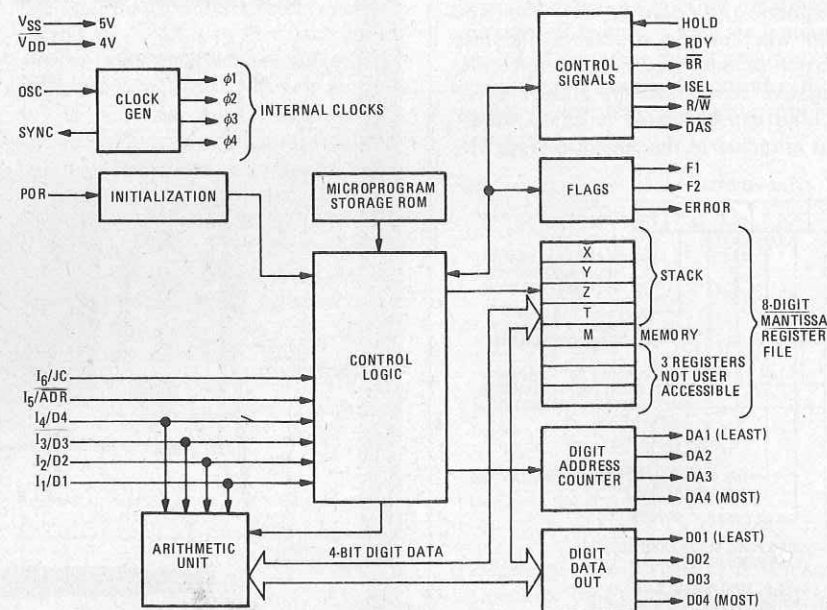 VSS 5V
VDD 4V
OSC
SYNC
CLOCK
GEN
φ1
φ2
φ3
φ4
INTERNAL CLOCKS
POR
INITIALIZATION
MICROPROGRAM
STORAGE ROM
CONTROL
SIGNALS
HOLD
RDY
BR
ISEL
R/W
DAS
FLAGS
F1
F2
ERROR
CONTROL
LOGIC
X
Y
Z
T
M
STACK
MEMORY
3 REGISTERS
NOT USER
ACCESSIBLE
8-DIGIT
MANTISSA
REGISTER
FILE
I6/JC
I5/ADR
I4/D4
I3/D3
I2/D2
I1/D1
DIGIT
ADDRESS
COUNTER
DA1 (LEAST)
DA2
DA3
DA4 (MOST)
ARITHMETIC
UNIT
4-BIT DIGIT DATA
DIGIT
DATA
OUT
D01 (LEAST)
D02
D03
D04 (MOST)